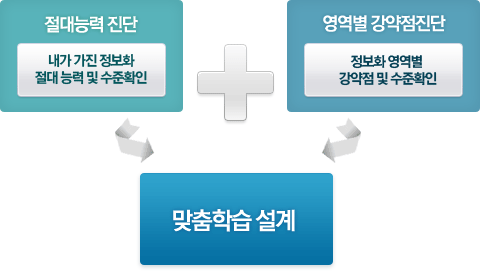 절대능력 진단
내가 가진 정보화
절대 능력 및 수준확인
영역별 강약점진단
정보화 영역별
강약점 및 수준확인
맞춤학습 설계